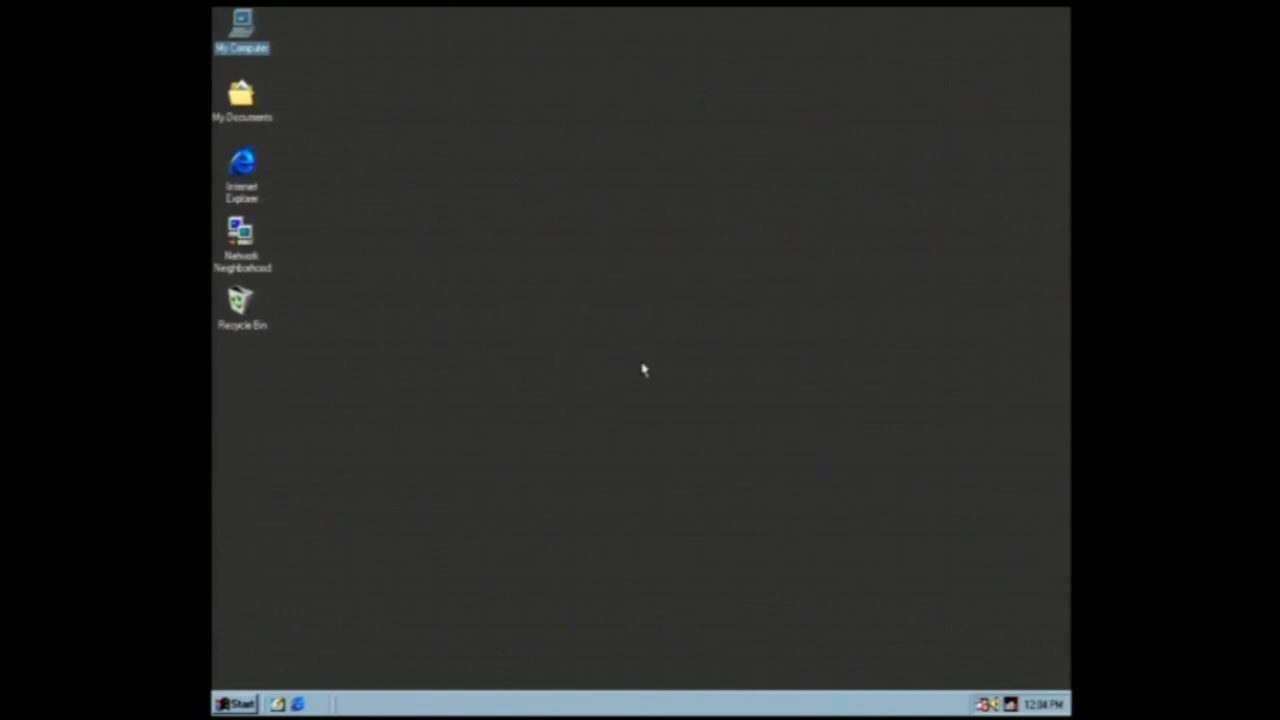 My Computer
My Documents
Internet
Explorer
Network
Neighborhood
Recycle Bin
Start
12:04 PM